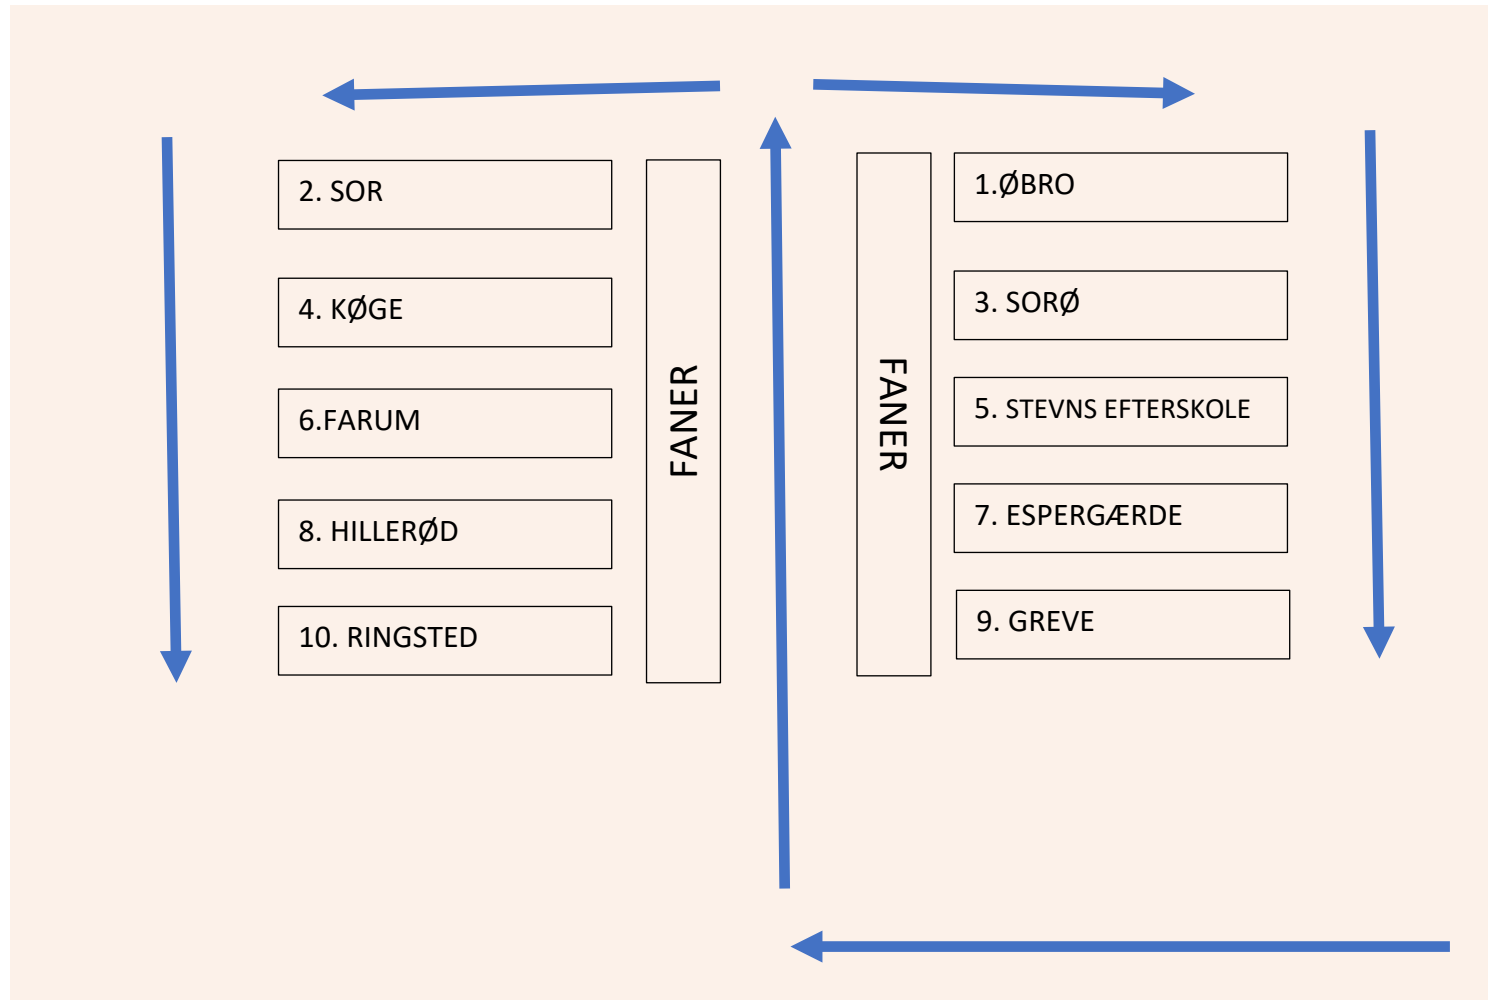 2. SOR
4. KØGE
6.FARUM
8. HILLERØD
10. RINGSTED
FANER
FANER
1.ØBRO
3. SORØ
5. STEVNS EFTERSKOLE
7. ESPERGÆRDE
9. GREVE